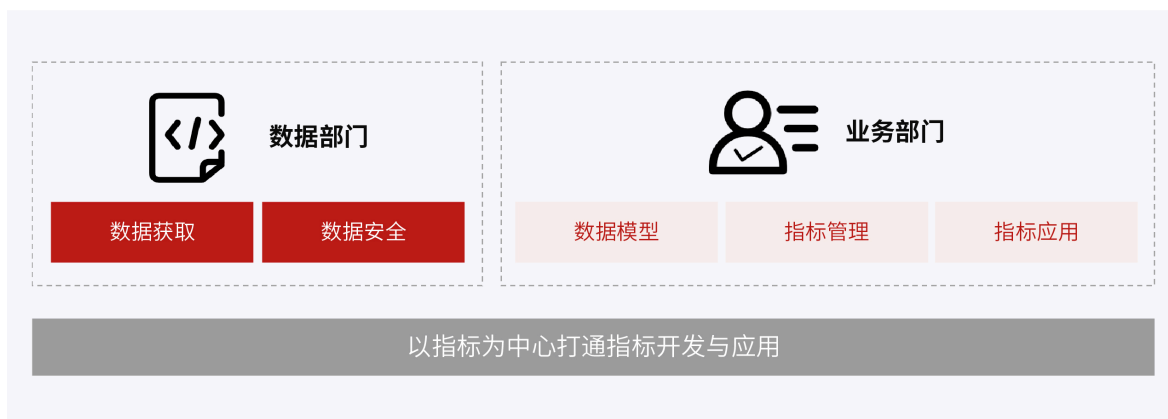 数据部门
业务部门
数据获取
数据安全
数据模型
指标管理
指标应用
以指标为中心打通指标开发与应用